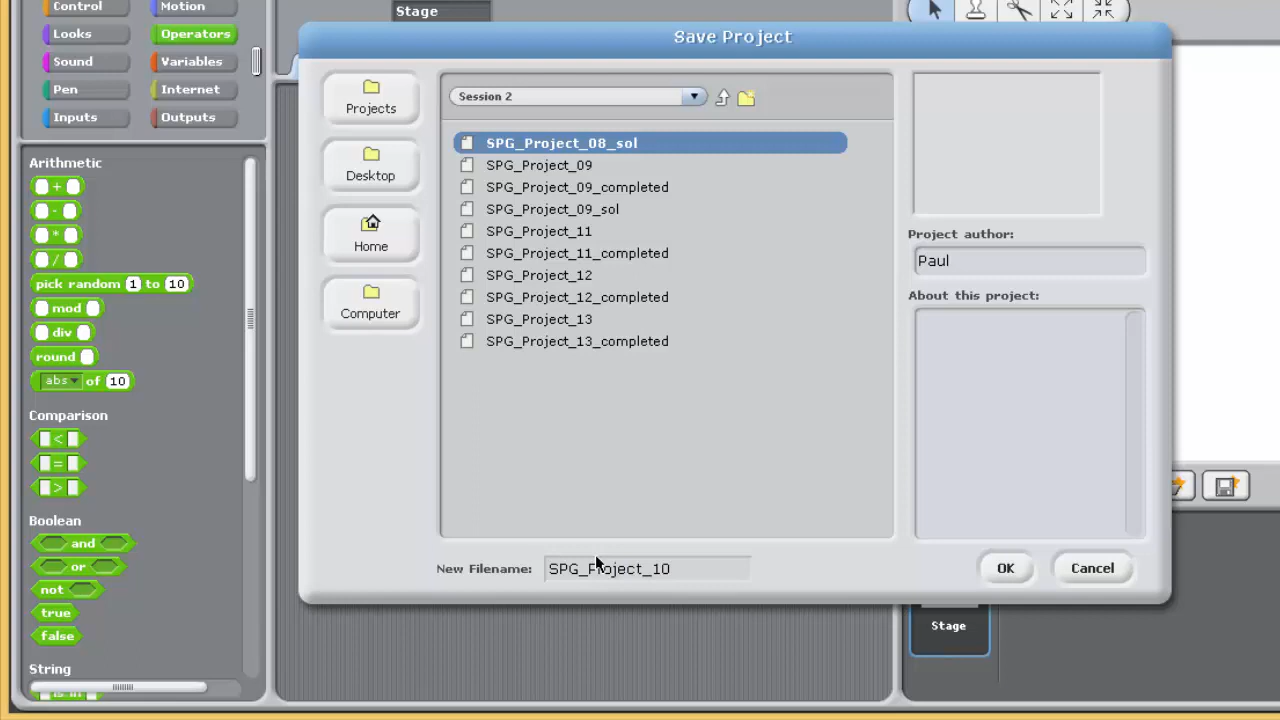 Control
Motion
Looks
Operators
Sound
Variables
Pen
Internet
Inputs
Outputs
Arithmetic
+
-
*
/
pick random 1 to 10
mod
div
round
abs of 10
Comparison
<
=
>
Boolean
and
or
not
true
false
String
Stage
Save Project
Projects
Desktop
Home
Computer
Session 2
SPG_Project_08_sol
SPG_Project_09
SPG_Project_09_completed
SPG_Project_09_sol
SPG_Project_11
SPG_Project_11_completed
SPG_Project_12
SPG_Project_12_completed
SPG_Project_13
SPG_Project_13_completed
New Filename: SPG_Project_10
Project author:
Paul
About this project:
OK
Cancel
Stage